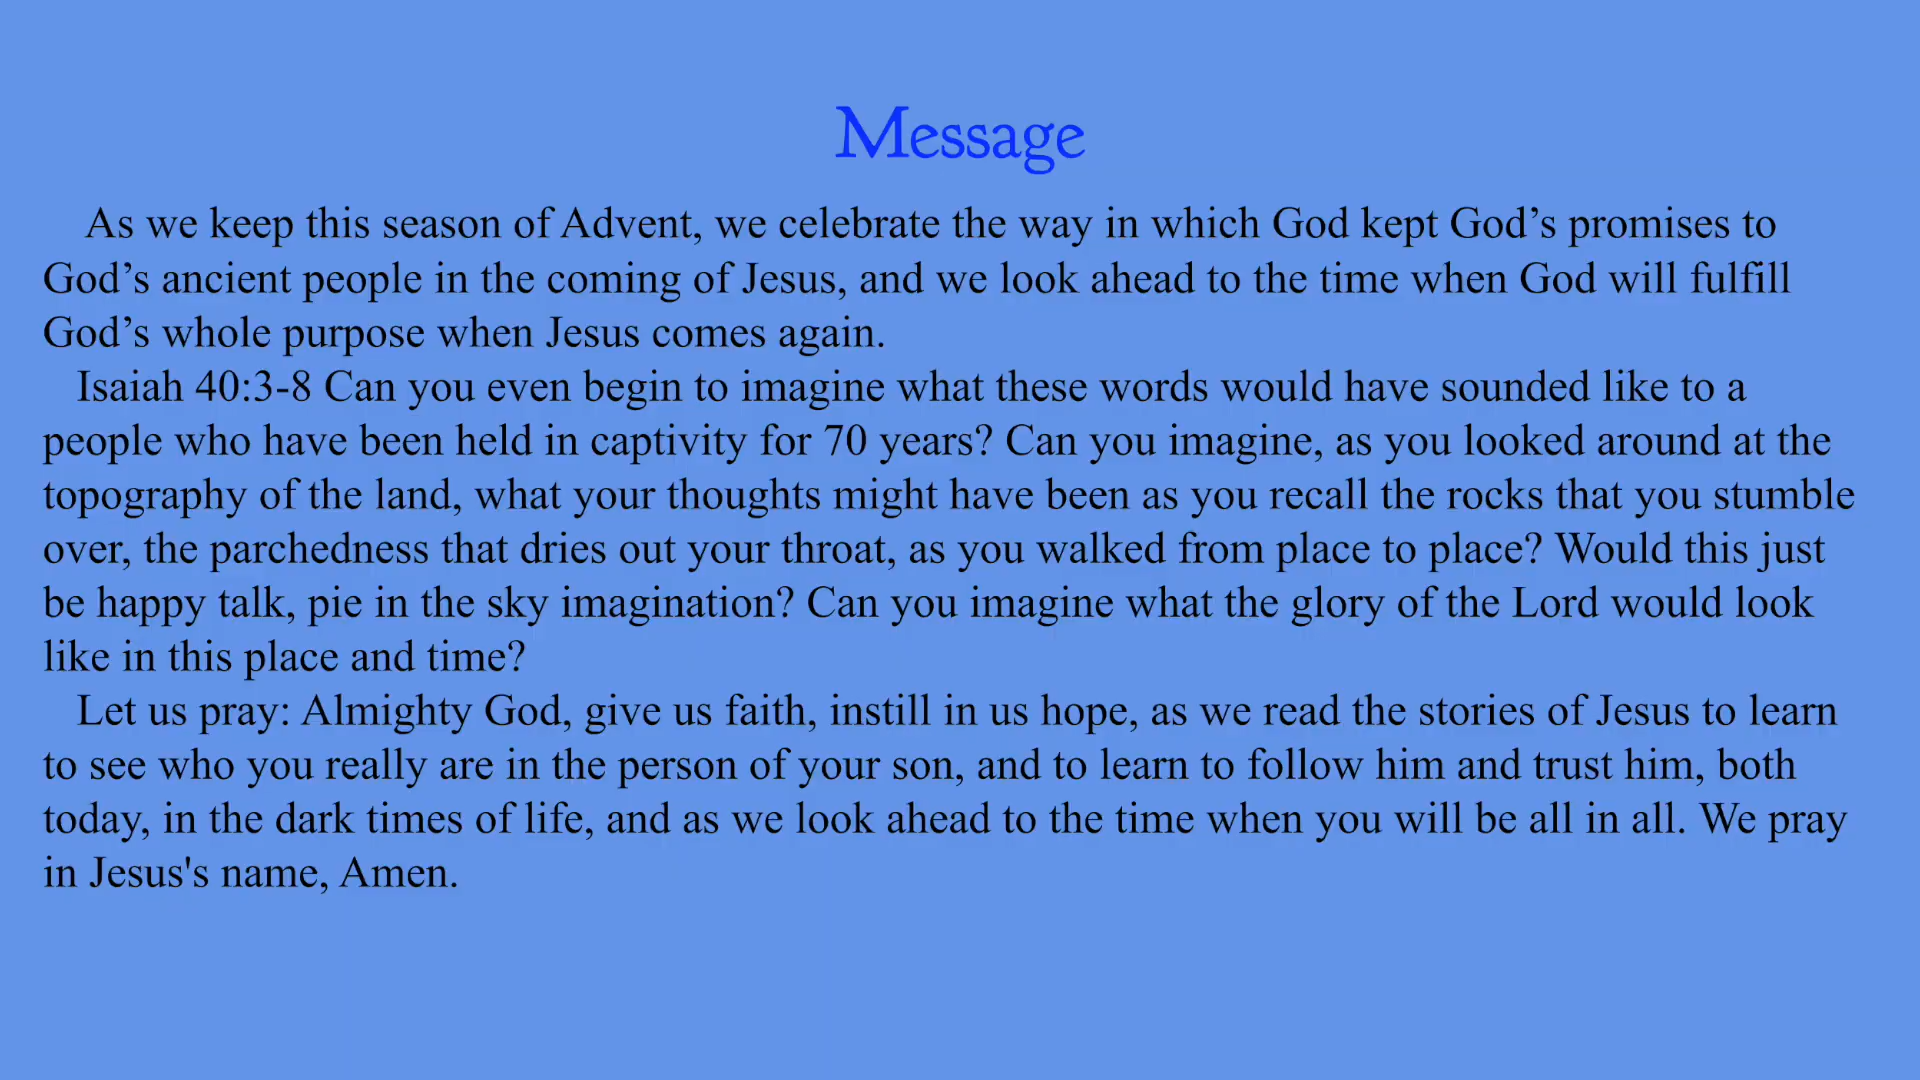 Message
As we keep this season of Advent, we celebrate the way in which God kept God’s promises to
God’s ancient people in the coming of Jesus, and we look ahead to the time when God will fulfill
God’s whole purpose when Jesus comes again.
Isaiah 40:3-8 Can you even begin to imagine what these words would have sounded like to a
people who have been held in captivity for 70 years? Can you imagine, as you looked around at the
topography of the land, what your thoughts might have been as you recall the rocks that you stumble
over, the parchedness that dries out your throat, as you walked from place to place? Would this just
be happy talk, pie in the sky imagination? Can you imagine what the glory of the Lord would look
like in this place and time?
Let us pray: Almighty God, give us faith, instill in us hope, as we read the stories of Jesus to learn
to see who you really are in the person of your son, and to learn to follow him and trust him, both
today, in the dark times of life, and as we look ahead to the time when you will be all in all. We pray
in Jesus's name, Amen.